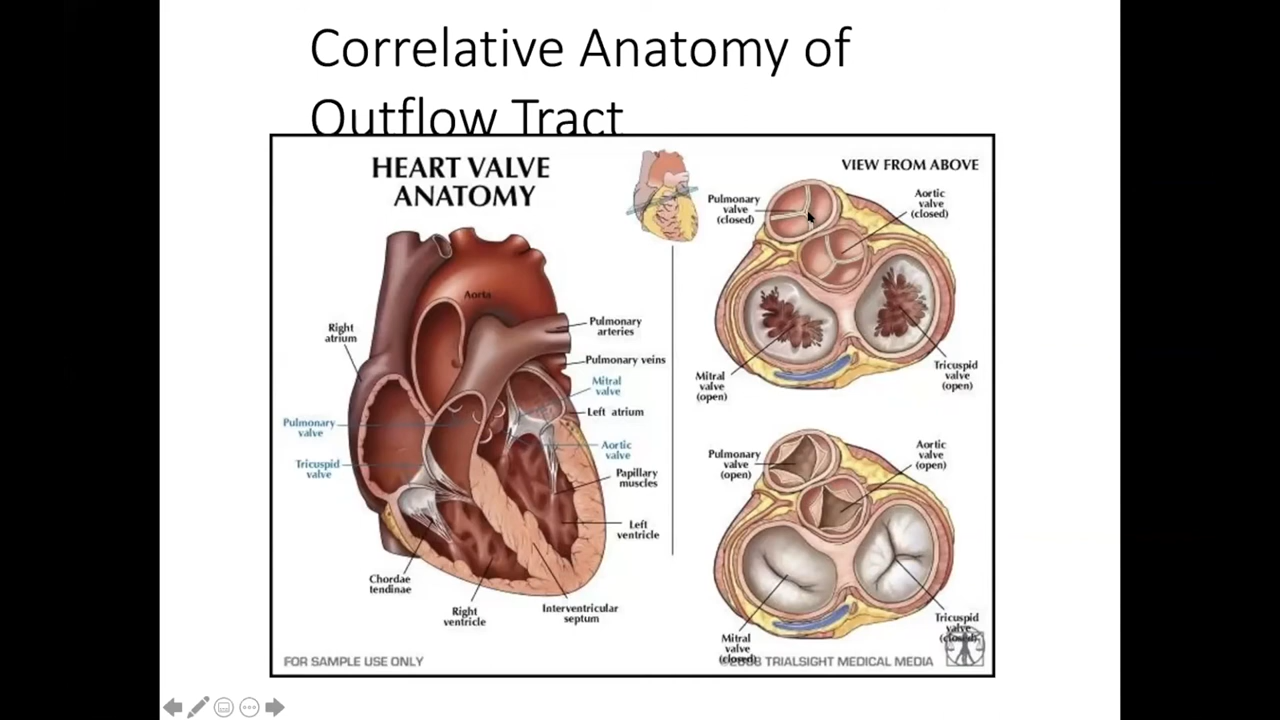 Correlative Anatomy of
Outflow Tract
HEART VALVE
ANATOMY
Aorta
Right
atrium
Pulmonary
valve
Tricuspid
valve
Chordae
tendinae
Right
ventricle
Interventricular
septum
Pulmonary
arteries
Pulmonary veins
Mitral
valve
Left atrium
Aortic
valve
Papillary
muscles
Left
ventricle
VIEW FROM ABOVE
Pulmonary
valve
(closed)
Aortic
valve
(closed)
Mitral
valve
(open)
Tricuspid
valve
(open)
Pulmonary
valve
(open)
Aortic
valve
(open)
Mitral
valve
(closed)
Tricuspid
valve
(closed)
FOR SAMPLE USE ONLY
TRIALSIGHT MEDICAL MEDIA